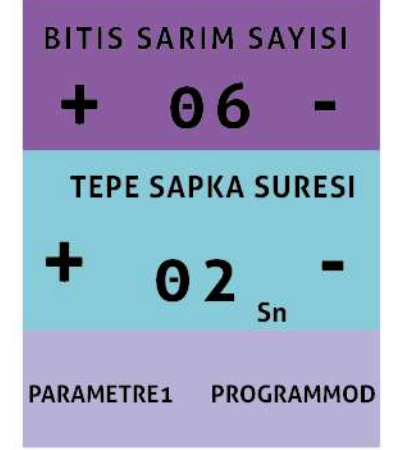 BITIS SARIM SAYISI
+ 06 -
TEPE SAPKA SURESI
+ 02 Sn -
PARAMETRE1 PROGRAMMOD